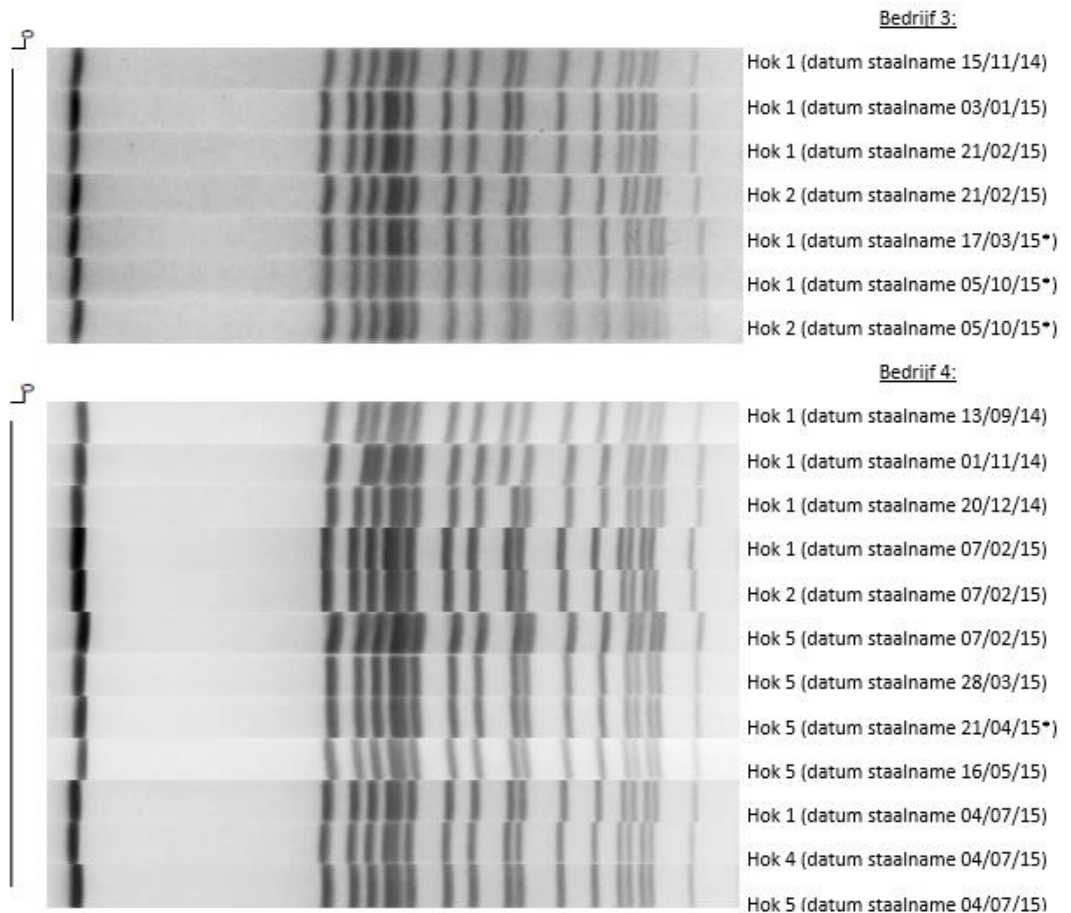 Bedrijf 3:
Hok 1 (datum staalname 15/11/14)
Hok 1 (datum staalname 03/01/15)
Hok 1 (datum staalname 21/02/15)
Hok 2 (datum staalname 21/02/15)
Hok 1 (datum staalname 17/03/15*)
Hok 1 (datum staalname 05/10/15*)
Hok 2 (datum staalname 05/10/15*)
Bedrijf 4:
Hok 1 (datum staalname 13/09/14)
Hok 1 (datum staalname 01/11/14)
Hok 1 (datum staalname 20/12/14)
Hok 1 (datum staalname 07/02/15)
Hok 2 (datum staalname 07/02/15)
Hok 5 (datum staalname 07/02/15)
Hok 5 (datum staalname 28/03/15)
Hok 5 (datum staalname 21/04/15*)
Hok 5 (datum staalname 16/05/15)
Hok 1 (datum staalname 04/07/15)
Hok 4 (datum staalname 04/07/15)
Hok 5 (datum staalname 04/07/15)